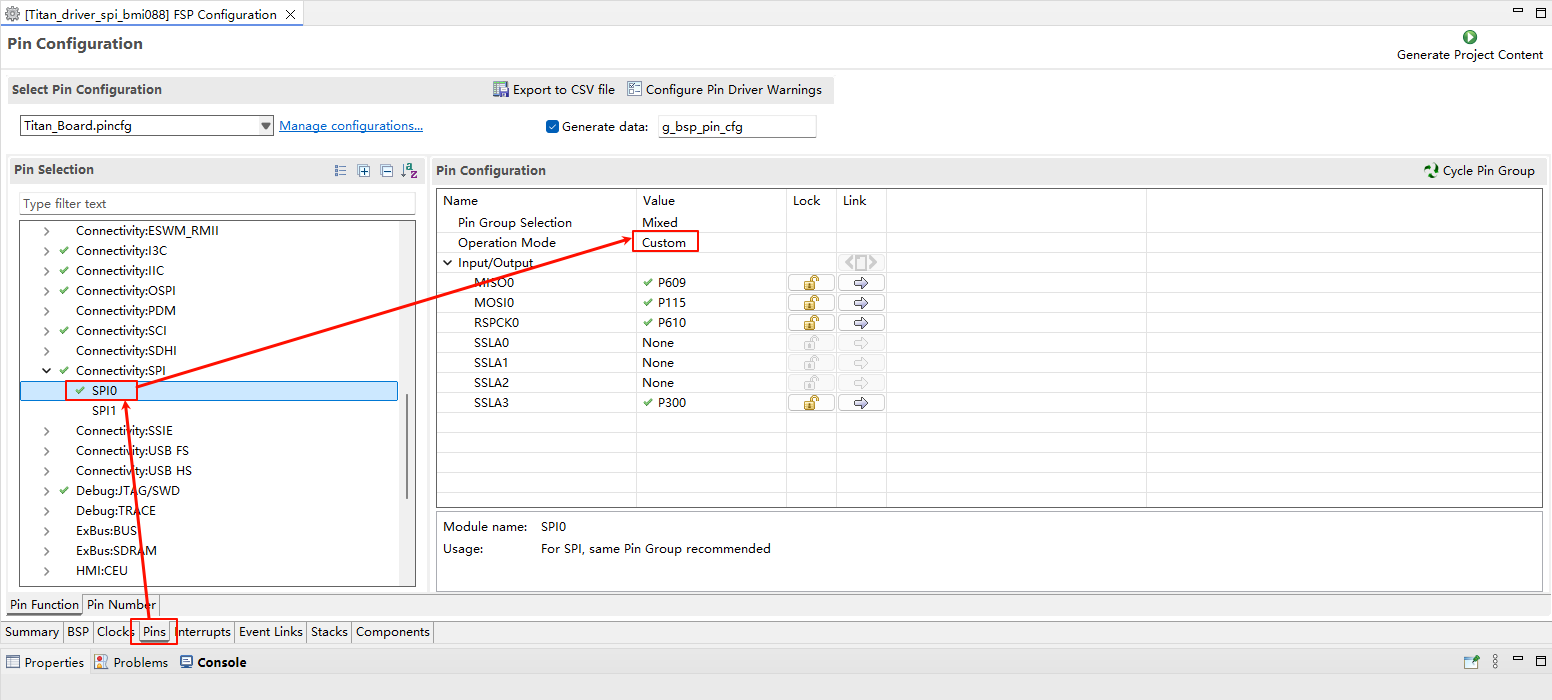 [Titan_driver_spi_bmi088] FSP Configuration
Pin Configuration
Generate Project Content
Select Pin Configuration
Export to CSV file
Configure Pin Driver Warnings
Titan_Board.pincfg
Manage configurations...
Generate data:
g_bsp_pin_cfg
Pin Selection
Type filter text
Connectivity:ESWM_RMII
Connectivity:I3C
Connectivity:IIC
Connectivity:OSPI
Connectivity:PDM
Connectivity:SCI
Connectivity:SDHI
Connectivity:SPI
SPI0
SPI1
Connectivity:SSIE
Connectivity:USB FS
Connectivity:USB HS
Debug:JTAG/SWD
Debug:TRACE
ExBus:BUS
ExBus:SDRAM
HMI:CEU
Pin Configuration
Cycle Pin Group
Name Value Lock Link
Pin Group Selection Mixed
Operation Mode Custom
Input/Output
MISO0 P609
MOSI0 P115
RSPCK0 P610
SSLA0 None
SSLA1 None
SSLA2 None
SSLA3 P300
Module name: SPI0
Usage: For SPI, same Pin Group recommended
Pin Function Pin Number
Summary BSP Clocks Pins Interrupts Event Links Stacks Components
Properties Problems Console